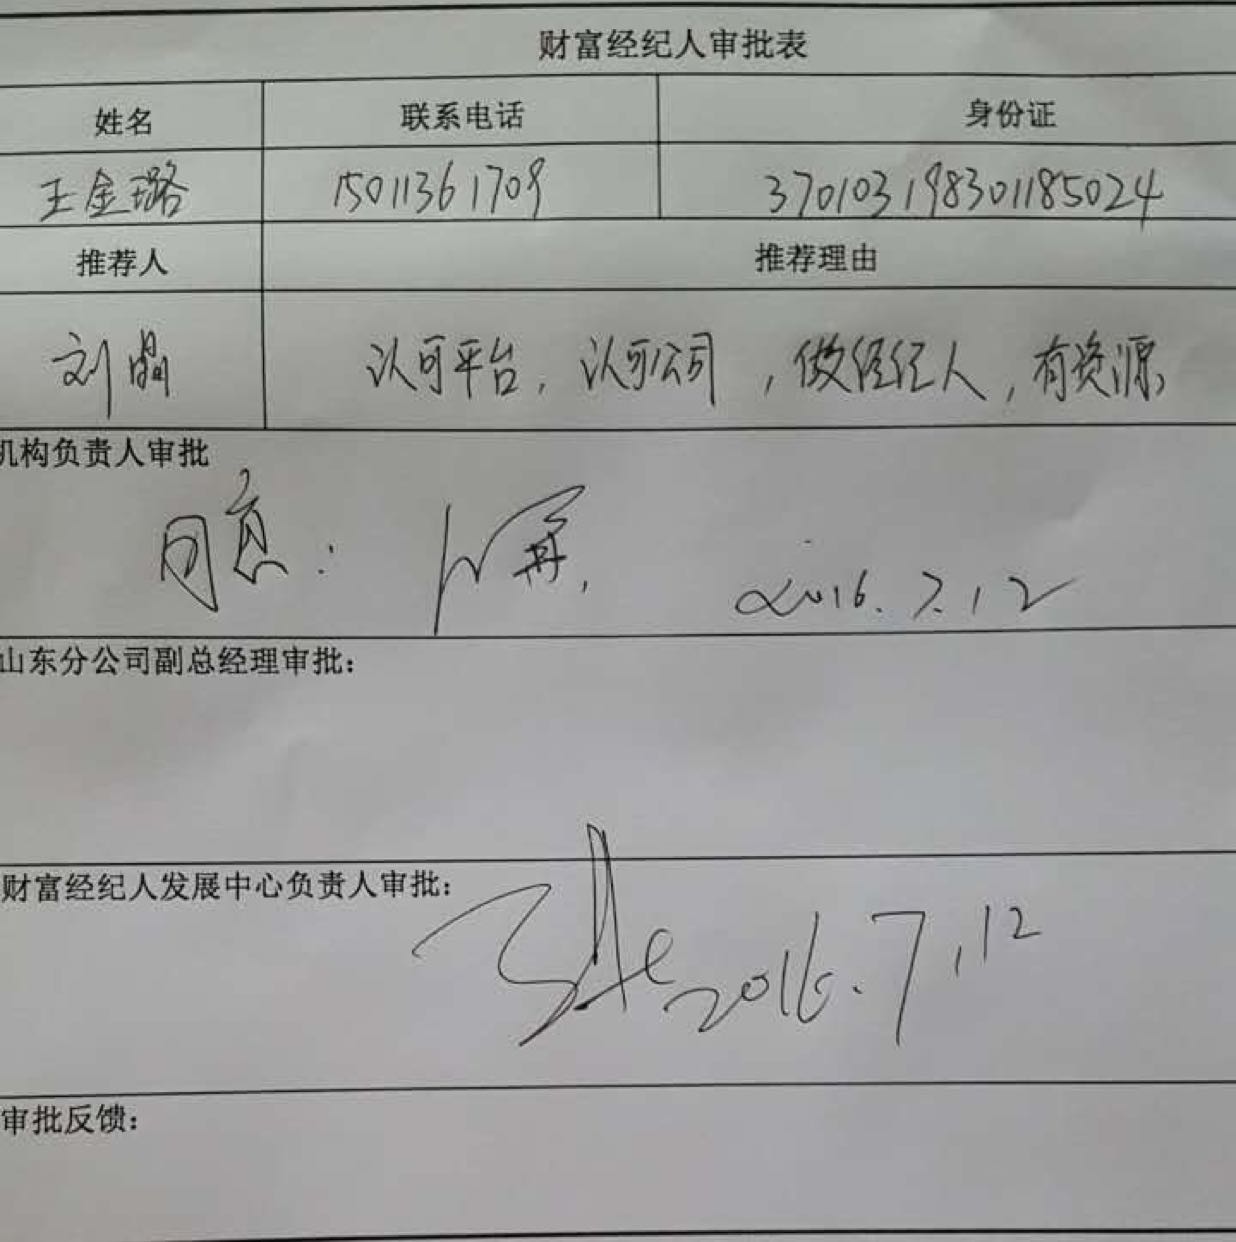 财富经纪人审批表
姓名 联系电话 身份证
王金璐 15011361709 370103198301185024
推荐人 推荐理由
刘晶 认可平台，认可公司，做经纪人，有资源
机构负责人审批
同意： 2016.7.12
山东分公司副总经理审批：
财富经纪人发展中心负责人审批：
2016.7.12
审批反馈：